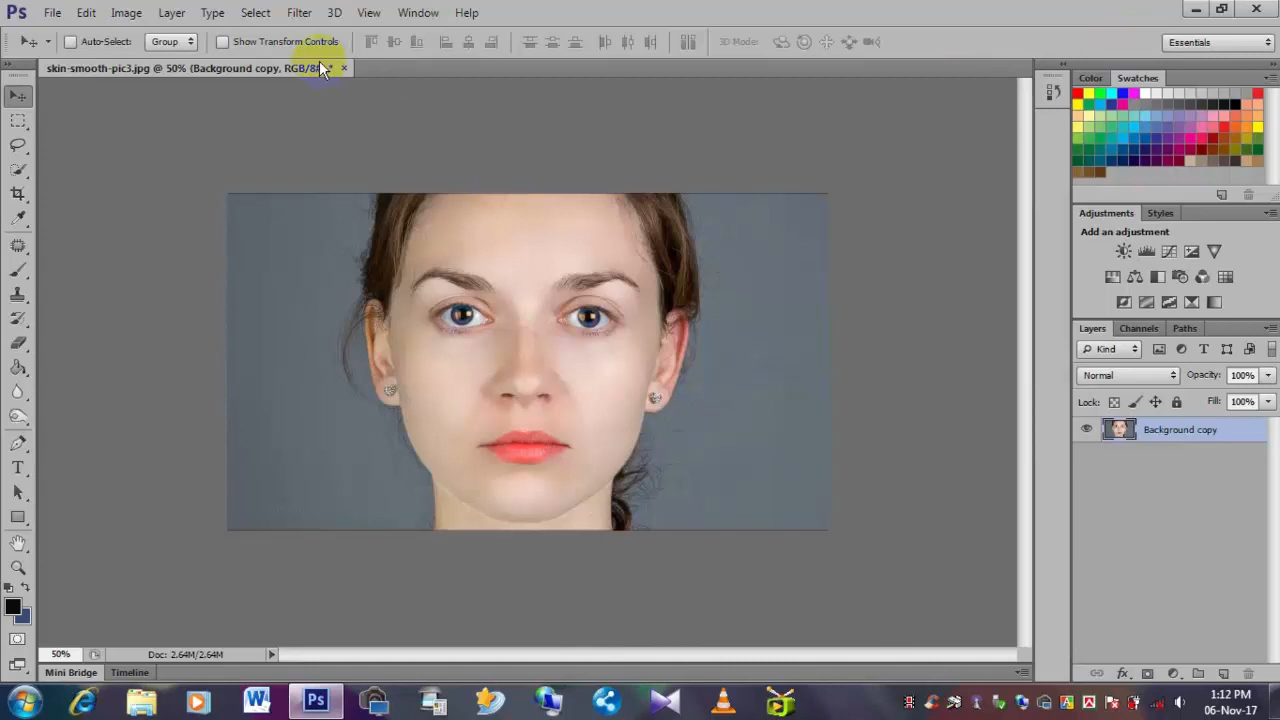 Ps File Edit Image Layer Type Select Filter 3D View Window Help
Auto-Select: Group Show Transform Controls 3D Mode: Essentials
skin-smooth-pic3.jpg @ 50% (Background copy, RGB/8#) *
Color Swatches
Adjustments Styles
Add an adjustment
Layers Channels Paths
Kind
Normal Opacity: 100%
Lock: Fill: 100%
Background copy
50% Doc: 2.64M/2.64M
Mini Bridge Timeline
1:12 PM
06-Nov-17